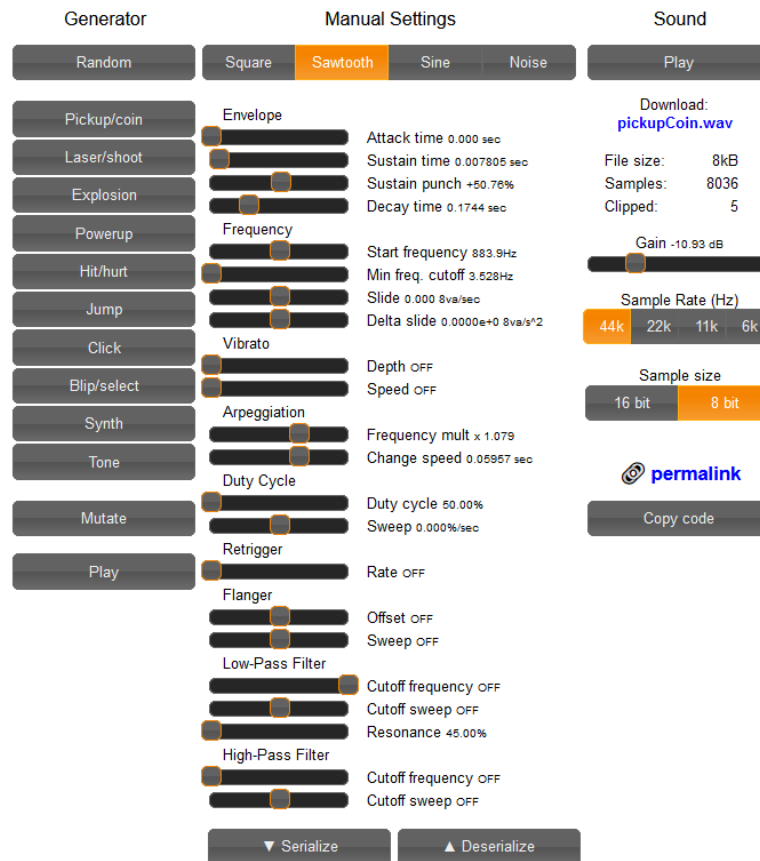 Generator
Random
Pickup/coin
Laser/shoot
Explosion
Powerup
Hit/hurt
Jump
Click
Blip/select
Synth
Tone
Mutate
Play
Manual Settings
Square Sawtooth Sine Noise
Envelope
Attack time 0.000 sec
Sustain time 0.007805 sec
Sustain punch +50.76%
Decay time 0.1744 sec
Frequency
Start frequency 883.9Hz
Min freq. cutoff 3.528Hz
Slide 0.000 8va/sec
Delta slide 0.0000e+0 8va/s^2
Vibrato
Depth OFF
Speed OFF
Arpeggiation
Frequency mult x 1.079
Change speed 0.05957 sec
Duty Cycle
Duty cycle 50.00%
Sweep 0.000%/sec
Retrigger
Rate OFF
Flanger
Offset OFF
Sweep OFF
Low-Pass Filter
Cutoff frequency OFF
Cutoff sweep OFF
Resonance 45.00%
High-Pass Filter
Cutoff frequency OFF
Cutoff sweep OFF
▼ Serialize ▲ Deserialize
Sound
Play
Download:
pickupCoin.wav
File size: 8kB
Samples: 8036
Clipped: 5
Gain -10.93 dB
Sample Rate (Hz)
44k 22k 11k 6k
Sample size
16 bit 8 bit
permalink
Copy code